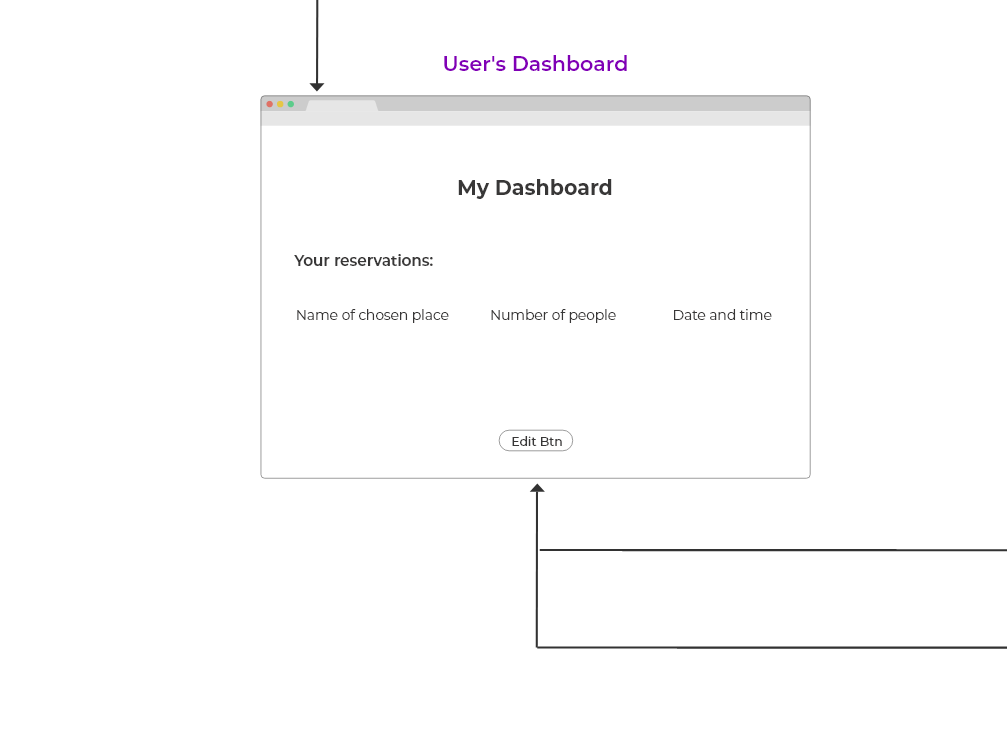 User's Dashboard
My Dashboard
Your reservations:
Name of chosen place Number of people Date and time
Edit Btn